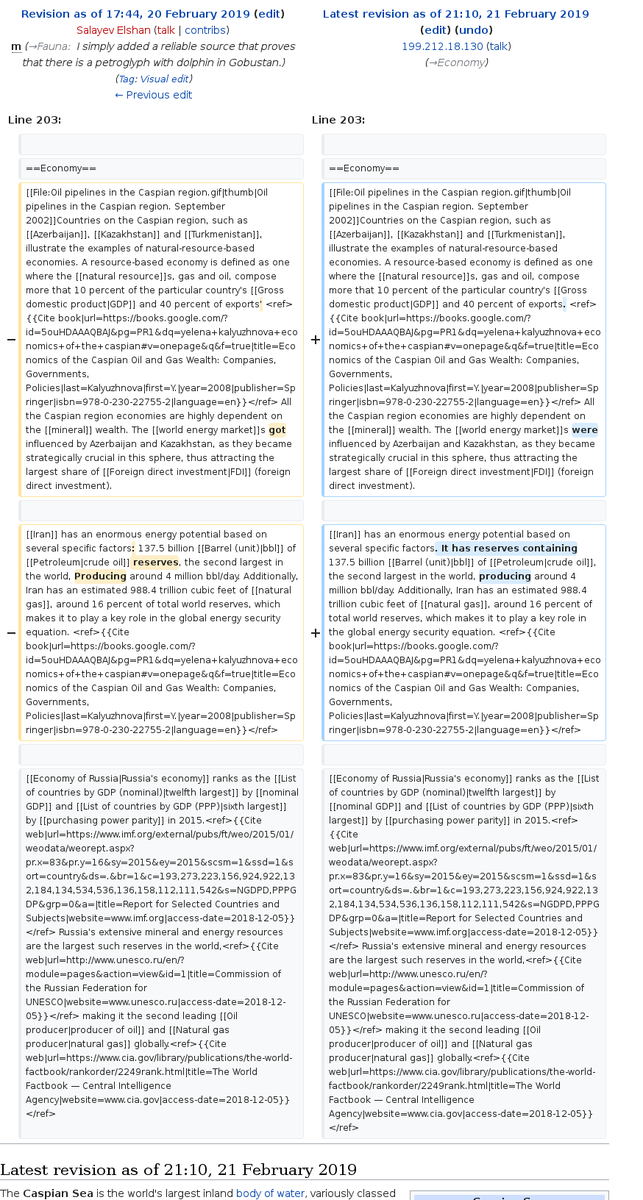 Revision as of 17:44, 20 February 2019 (edit)
Salayev Elshan (talk | contribs)
m (→Fauna: I simply added a reliable source that proves
that there is a petroglyph with dolphin in Gobustan.)
(Tag: Visual edit)
← Previous edit
Latest revision as of 21:10, 21 February 2019
(edit) (undo)
199.212.18.130 (talk)
(→Economy)
Line 203:
Line 203:
==Economy==
==Economy==
−
[[File:Oil pipelines in the Caspian region.gif|thumb|Oil
pipelines in the Caspian region. September
2002]]Countries on the Caspian region, such as
[[Azerbaijan]], [[Kazakhstan]] and [[Turkmenistan]],
illustrate the examples of natural-resource-based
economies. A resource-based economy is defined as one
where the [[natural resource]]s, gas and oil, compose
more that 10 percent of the particular country's [[Gross
domestic product|GDP]] and 40 percent of exports' <ref>
{{Cite book|url=https://books.google.com/?
id=5ouHDAAAQBAJ&pg=PR1&dq=yelena+kalyuzhnova+eco
nomics+of+the+caspian#v=onepage&q&f=true|title=Eco
nomics of the Caspian Oil and Gas Wealth: Companies,
Governments,
Policies|last=Kalyuzhnova|first=Y.|year=2008|publisher=Sp
ringer|isbn=978-0-230-22755-2|language=en}}</ref> All
the Caspian region economies are highly dependent on
the [[mineral]] wealth. The [[world energy market]]s got
influenced by Azerbaijan and Kazakhstan, as they became
strategically crucial in this sphere, thus attracting the
largest share of [[Foreign direct investment|FDI]] (foreign
direct investment).
+
[[File:Oil pipelines in the Caspian region.gif|thumb|Oil
pipelines in the Caspian region. September
2002]]Countries on the Caspian region, such as
[[Azerbaijan]], [[Kazakhstan]] and [[Turkmenistan]],
illustrate the examples of natural-resource-based
economies. A resource-based economy is defined as one
where the [[natural resource]]s, gas and oil, compose
more that 10 percent of the particular country's [[Gross
domestic product|GDP]] and 40 percent of exports. <ref>
{{Cite book|url=https://books.google.com/?
id=5ouHDAAAQBAJ&pg=PR1&dq=yelena+kalyuzhnova+eco
nomics+of+the+caspian#v=onepage&q&f=true|title=Eco
nomics of the Caspian Oil and Gas Wealth: Companies,
Governments,
Policies|last=Kalyuzhnova|first=Y.|year=2008|publisher=Sp
ringer|isbn=978-0-230-22755-2|language=en}}</ref> All
the Caspian region economies are highly dependent on
the [[mineral]] wealth. The [[world energy market]]s were
influenced by Azerbaijan and Kazakhstan, as they became
strategically crucial in this sphere, thus attracting the
largest share of [[Foreign direct investment|FDI]] (foreign
direct investment).
−
[[Iran]] has an enormous energy potential based on
several specific factors: 137.5 billion [[Barrel (unit)|bbl]] of
[[Petroleum|crude oil]] reserves, the second largest in
the world, Producing around 4 million bbl/day. Additionally,
Iran has an estimated 988.4 trillion cubic feet of [[natural
gas]], around 16 percent of total world reserves, which
makes it to play a key role in the global energy security
equation. <ref>{{Cite
book|url=https://books.google.com/?
id=5ouHDAAAQBAJ&pg=PR1&dq=yelena+kalyuzhnova+eco
nomics+of+the+caspian#v=onepage&q&f=true|title=Eco
nomics of the Caspian Oil and Gas Wealth: Companies,
Governments,
Policies|last=Kalyuzhnova|first=Y.|year=2008|publisher=Sp
ringer|isbn=978-0-230-22755-2|language=en}}</ref>
+
[[Iran]] has an enormous energy potential based on
several specific factors. It has reserves containing
137.5 billion [[Barrel (unit)|bbl]] of [[Petroleum|crude oil]],
the second largest in the world, producing around 4
million bbl/day. Additionally, Iran has an estimated 988.4
trillion cubic feet of [[natural gas]], around 16 percent of
total world reserves, which makes it to play a key role in
the global energy security equation. <ref>{{Cite
book|url=https://books.google.com/?
id=5ouHDAAAQBAJ&pg=PR1&dq=yelena+kalyuzhnova+eco
nomics+of+the+caspian#v=onepage&q&f=true|title=Eco
nomics of the Caspian Oil and Gas Wealth: Companies,
Governments,
Policies|last=Kalyuzhnova|first=Y.|year=2008|publisher=Sp
ringer|isbn=978-0-230-22755-2|language=en}}</ref>
[[Economy of Russia|Russia's economy]] ranks as the [[List
of countries by GDP (nominal)|twelfth largest]] by [[nominal
GDP]] and [[List of countries by GDP (PPP)|sixth largest]]
by [[purchasing power parity]] in 2015.<ref>{{Cite
web|url=https://www.imf.org/external/pubs/ft/weo/2015/01/
weodata/weorept.aspx?
pr.x=83&pr.y=16&sy=2015&ey=2015&scsm=1&ssd=1&s
ort=country&ds=.&br=1&c=193,273,223,156,924,922,13
2,184,134,534,536,136,158,112,111,542&s=NGDPD,PPPG
DP&grp=0&a=|title=Report for Selected Countries and
Subjects|website=www.imf.org|access-date=2018-12-05}}
</ref> Russia's extensive mineral and energy resources
are the largest such reserves in the world,<ref>{{Cite
web|url=http://www.unesco.ru/en/?
module=pages&action=view&id=1|title=Commission of
the Russian Federation for
UNESCO|website=www.unesco.ru|access-date=2018-12-
05}}</ref> making it the second leading [[Oil
producer|producer of oil]] and [[Natural gas
producer|natural gas]] globally.<ref>{{Cite
web|url=https://www.cia.gov/library/publications/the-world-
factbook/rankorder/2249rank.html|title=The World
Factbook — Central Intelligence
Agency|website=www.cia.gov|access-date=2018-12-05}}
</ref>
[[Economy of Russia|Russia's economy]] ranks as the [[List
of countries by GDP (nominal)|twelfth largest]] by
[[nominal GDP]] and [[List of countries by GDP (PPP)|sixth
largest]] by [[purchasing power parity]] in 2015.<ref>
{{Cite
web|url=https://www.imf.org/external/pubs/ft/weo/2015/01/
weodata/weorept.aspx?
pr.x=83&pr.y=16&sy=2015&ey=2015&scsm=1&ssd=1&s
ort=country&ds=.&br=1&c=193,273,223,156,924,922,13
2,184,134,534,536,136,158,112,111,542&s=NGDPD,PPPG
DP&grp=0&a=|title=Report for Selected Countries and
Subjects|website=www.imf.org|access-date=2018-12-05}}
</ref> Russia's extensive mineral and energy resources
are the largest such reserves in the world,<ref>{{Cite
web|url=http://www.unesco.ru/en/?
module=pages&action=view&id=1|title=Commission of
the Russian Federation for
UNESCO|website=www.unesco.ru|access-date=2018-12-
05}}</ref> making it the second leading [[Oil
producer|producer of oil]] and [[Natural gas
producer|natural gas]] globally.<ref>{{Cite
web|url=https://www.cia.gov/library/publications/the-world-
factbook/rankorder/2249rank.html|title=The World
Factbook — Central Intelligence
Agency|website=www.cia.gov|access-date=2018-12-05}}
</ref>
Latest revision as of 21:10, 21 February 2019
The Caspian Sea is the world's largest inland body of water, variously classed